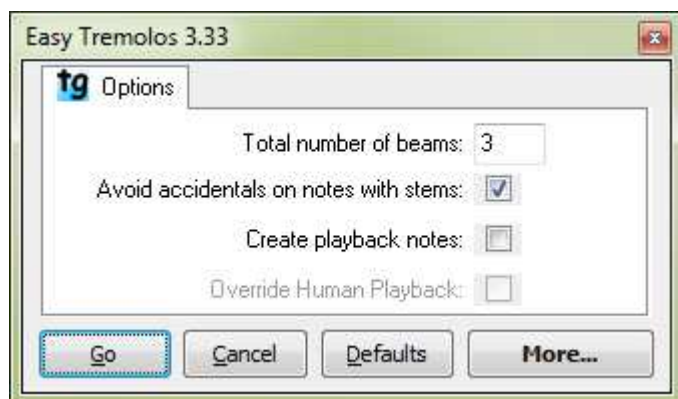 Easy Tremolos 3.33
tg Options
Total number of beams: 3
Avoid accidentals on notes with stems:
Create playback notes:
Override Human Playback:
Go Cancel Defaults More...